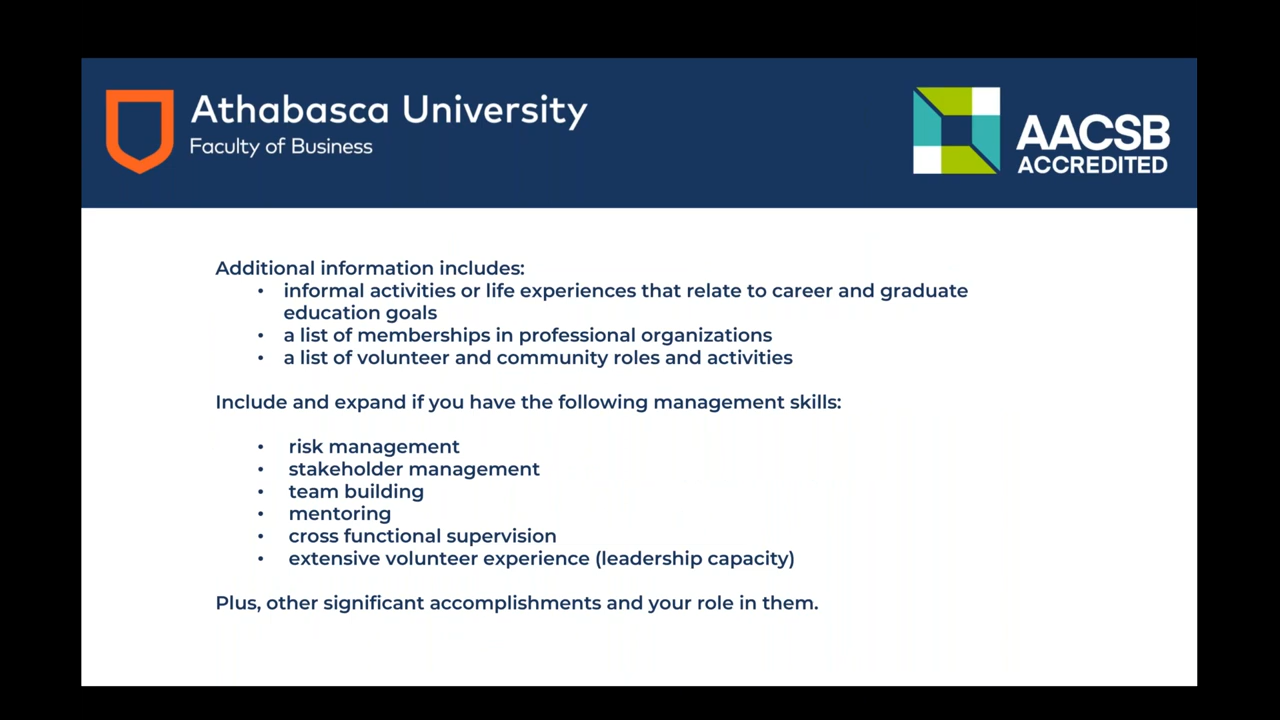 Athabasca University
Faculty of Business
AACSB
ACCREDITED
Additional information includes:
• informal activities or life experiences that relate to career and graduate
education goals
• a list of memberships in professional organizations
• a list of volunteer and community roles and activities
Include and expand if you have the following management skills:
• risk management
• stakeholder management
• team building
• mentoring
• cross functional supervision
• extensive volunteer experience (leadership capacity)
Plus, other significant accomplishments and your role in them.